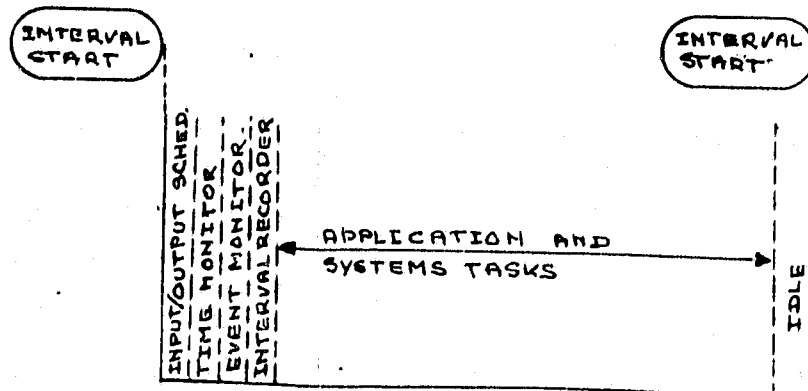 INTERVAL
START
INTERVAL
START
INPUT/OUTPUT SCHED.
TIME MONITOR
EVENT MONITOR.
INTERVAL RECORDER
APPLICATION AND
SYSTEMS TASKS
IDLE